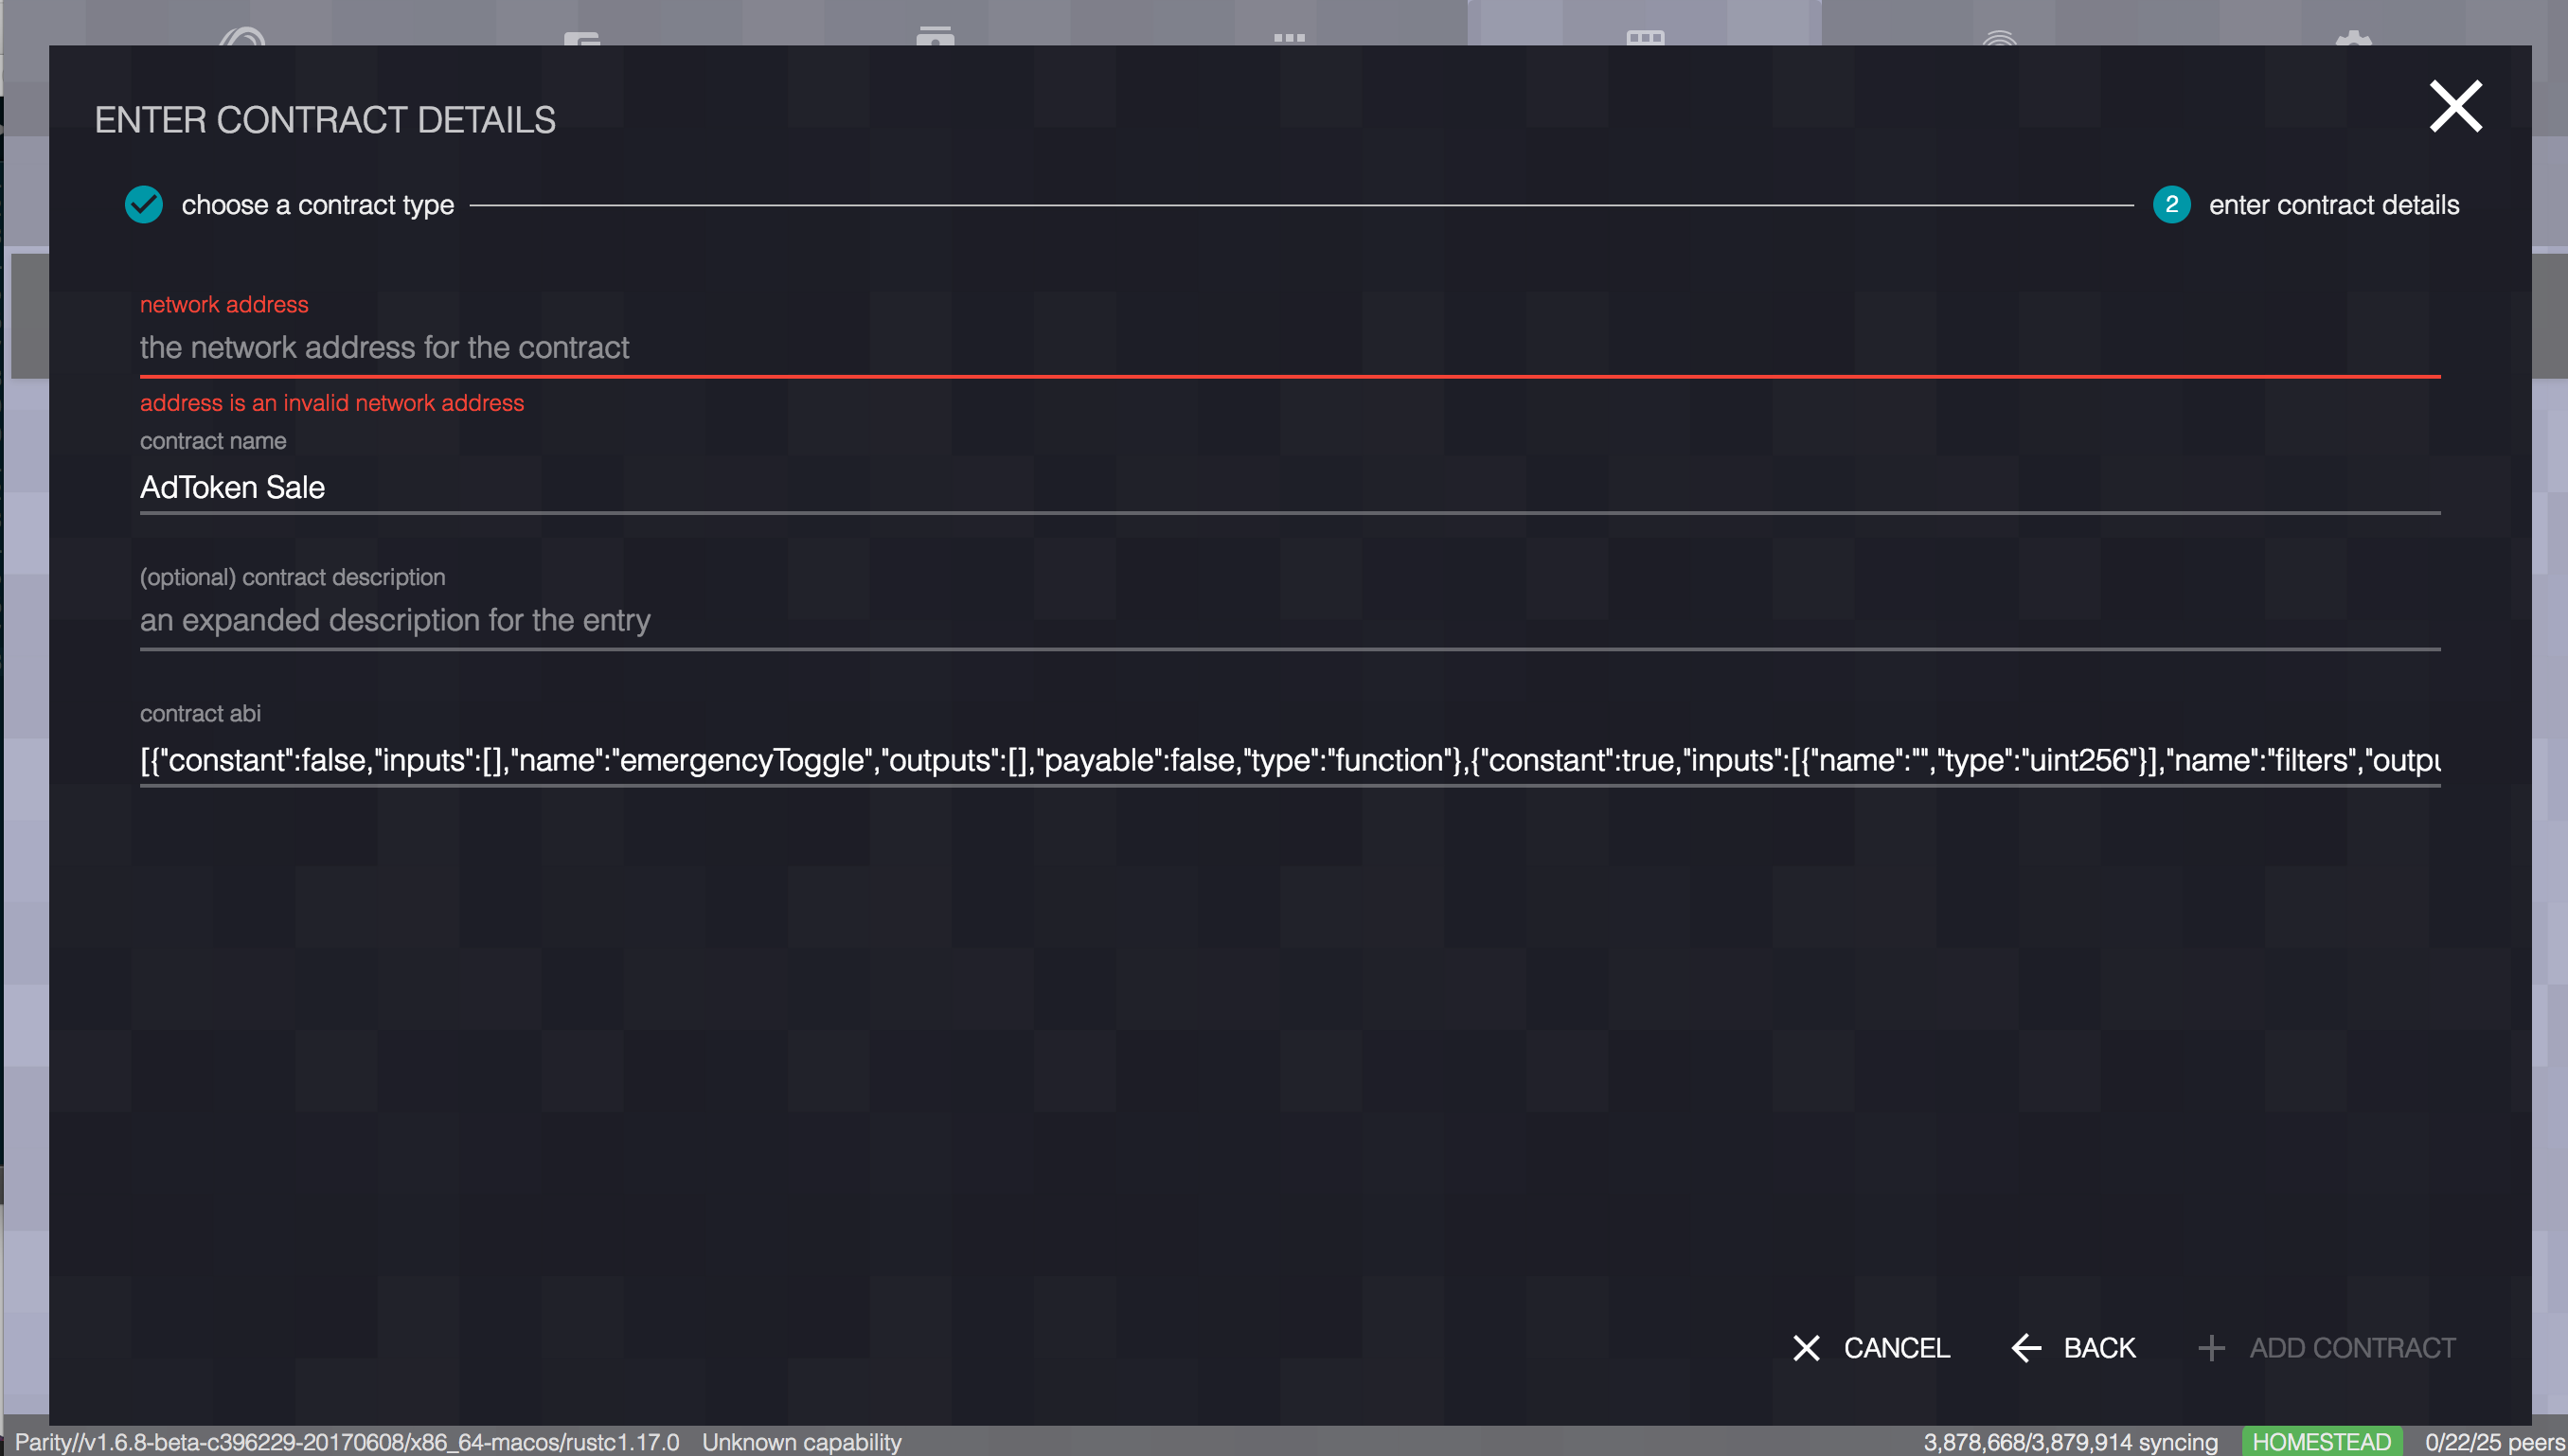 ENTER CONTRACT DETAILS
choose a contract type
2 enter contract details
network address
the network address for the contract
address is an invalid network address
contract name
AdToken Sale
(optional) contract description
an expanded description for the entry
contract abi
[{"constant":false,"inputs":[],"name":"emergencyToggle","outputs":[],"payable":false,"type":"function"},{"constant":true,"inputs":[{"name":"","type":"uint256"}],"name":"filters","outpu
CANCEL BACK ADD CONTRACT
Parity//v1.6.8-beta-c396229-20170608/x86_64-macos/rustc1.17.0 Unknown capability 3,878,668/3,879,914 syncing HOMESTEAD 0/22/25 peers